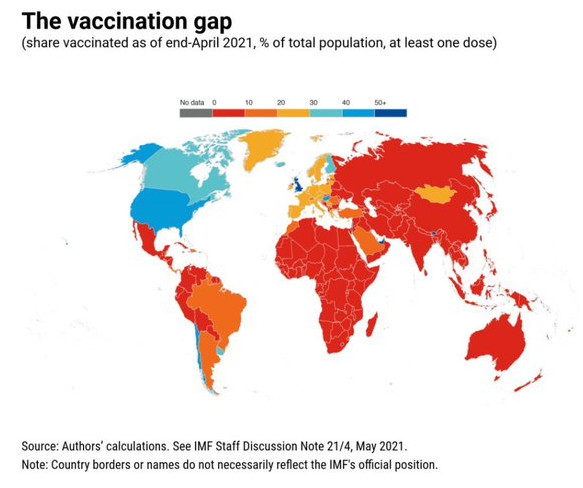 The vaccination gap
(share vaccinated as of end-April 2021, % of total population, at least one dose)
No data 0 10 20 30 40 50+
Source: Authors’ calculations. See IMF Staff Discussion Note 21/4, May 2021.
Note: Country borders or names do not necessarily reflect the IMF's official position.